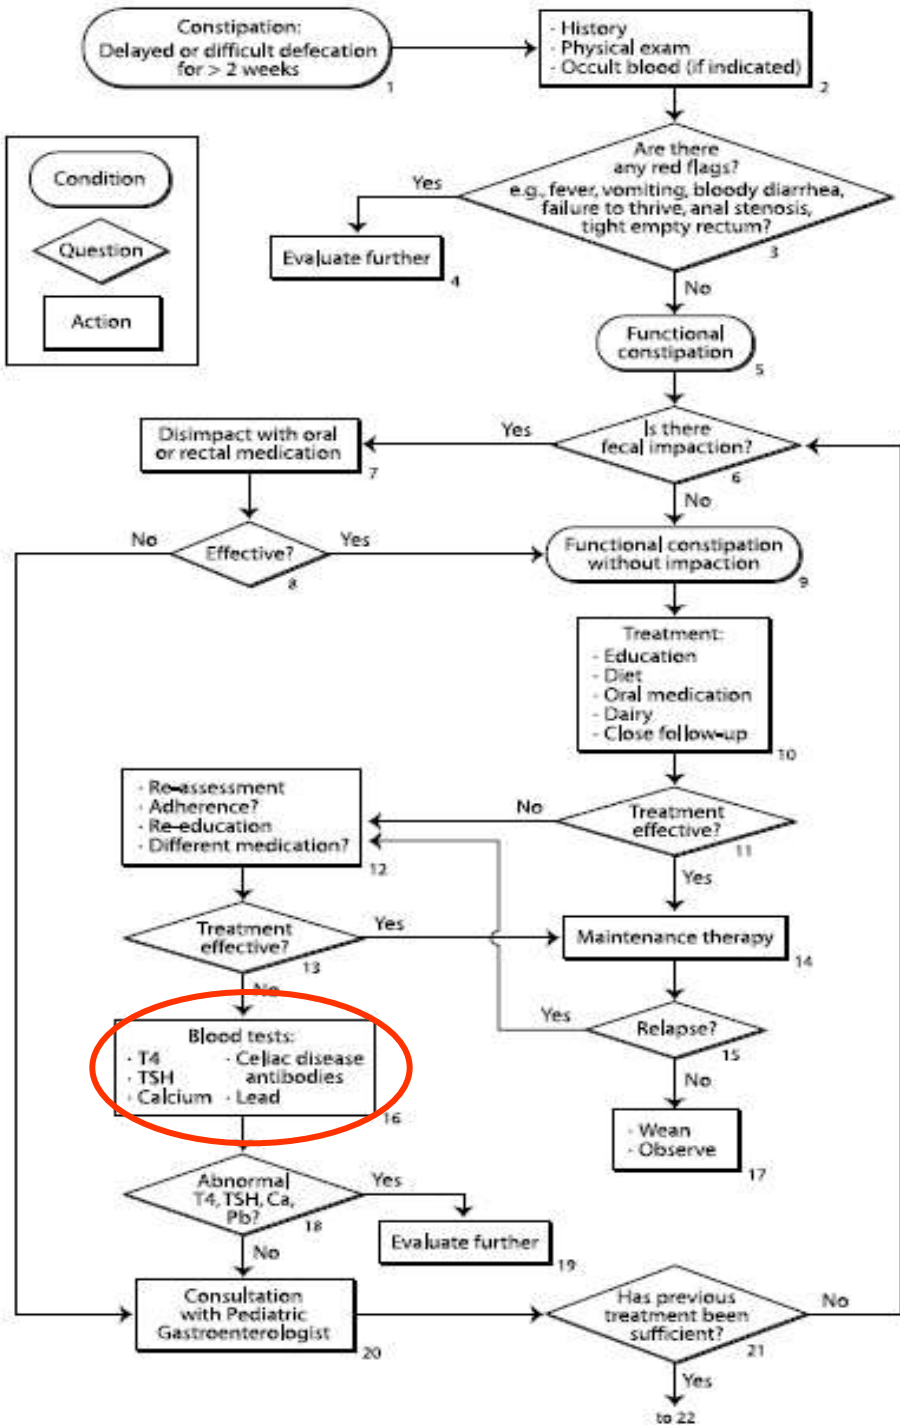 Constipation:
Delayed or difficult defecation
for > 2 weeks
1
· History
· Physical exam
· Occult blood (if indicated)
2
Condition
Question
Action
Are there
any red flags?
e.g., fever, vomiting, bloody diarrhea,
failure to thrive, anal stenosis,
tight empty rectum?
3
Yes
Evaluate further
4
No
Functional
constipation
5
Is there
fecal impaction?
6
Yes
Disimpact with oral
or rectal medication
7
No
No
Effective?
8
Yes
Functional constipation
without impaction
9
Treatment:
- Education
- Diet
- Oral medication
- Dairy
- Close follow-up
10
Treatment
effective?
11
No
· Re-assessment
· Adherence?
· Re-education
· Different medication?
12
Yes
Treatment
effective?
13
Yes
Maintenance therapy
14
No
Relapse?
15
Yes
No
Blood tests:
· T4
· TSH
· Calcium
· Celiac disease
antibodies
· Lead
16
· Wean
· Observe
17
Abnormal
T4, TSH, Ca,
Pb?
18
Yes
Evaluate further
19
No
Consultation
with Pediatric
Gastroenterologist
20
Has previous
treatment been
sufficient?
21
No
Yes
to 22